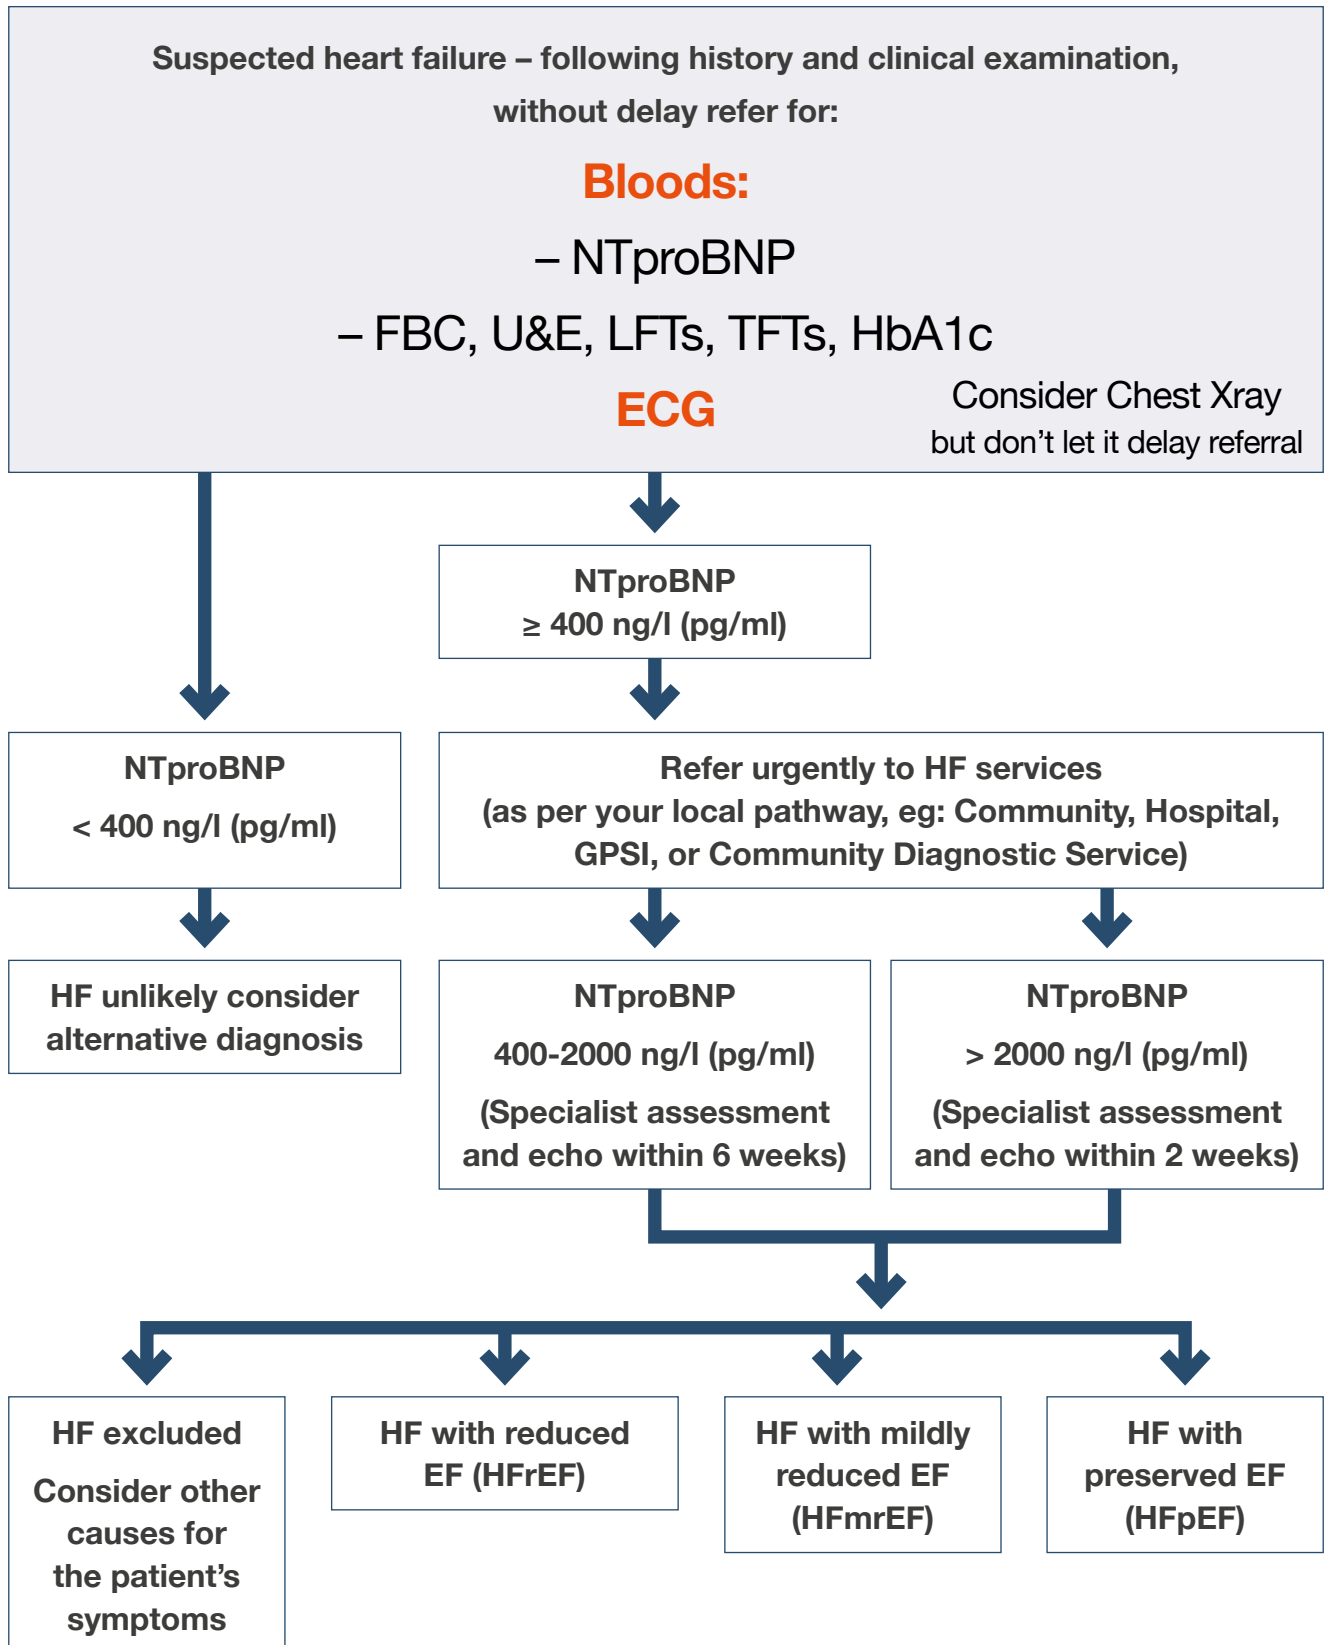 Suspected heart failure – following history and clinical examination,
without delay refer for:
Bloods:
– NTproBNP
– FBC, U&E, LFTs, TFTs, HbA1c
ECG
Consider Chest Xray
but don’t let it delay referral
NTproBNP
≥ 400 ng/l (pg/ml)
NTproBNP
< 400 ng/l (pg/ml)
Refer urgently to HF services
(as per your local pathway, eg: Community, Hospital,
GPSI, or Community Diagnostic Service)
HF unlikely consider
alternative diagnosis
NTproBNP
400-2000 ng/l (pg/ml)
(Specialist assessment
and echo within 6 weeks)
NTproBNP
> 2000 ng/l (pg/ml)
(Specialist assessment
and echo within 2 weeks)
HF excluded
Consider other
causes for
the patient’s
symptoms
HF with reduced
EF (HFrEF)
HF with mildly
reduced EF
(HFmrEF)
HF with
preserved EF
(HFpEF)